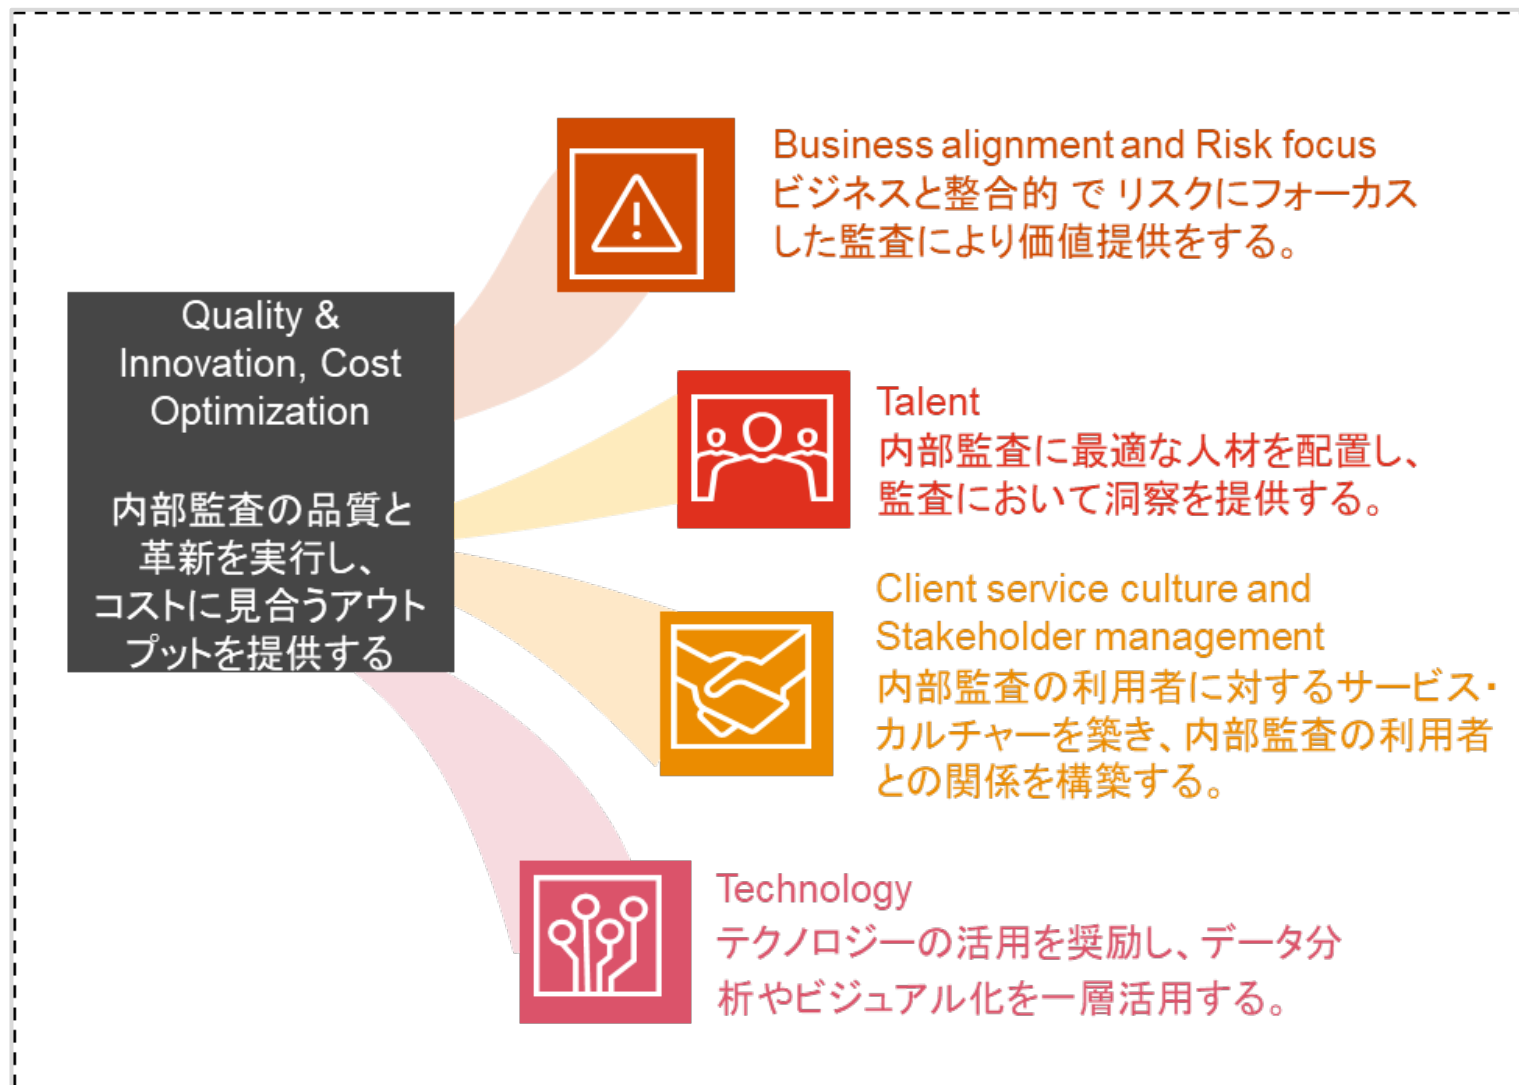 Quality &
Innovation, Cost
Optimization
内部監査の品質と
革新を実行し、
コストに見合うアウト
プットを提供する
Business alignment and Risk focus
ビジネスと整合的 で リスクにフォーカス
した監査により価値提供をする。
Talent
内部監査に最適な人材を配置し、
監査において洞察を提供する。
Client service culture and
Stakeholder management
内部監査の利用者に対するサービス・
カルチャーを築き、内部監査の利用者
との関係を構築する。
Technology
テクノロジーの活用を奨励し、データ分
析やビジュアル化を一層活用する。